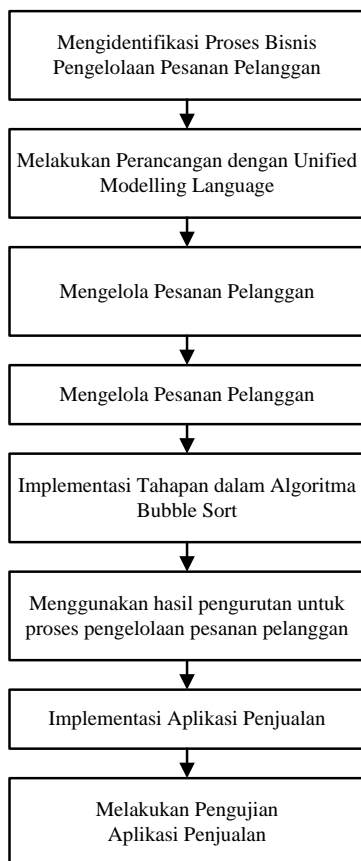 Mengidentifikasi Proses Bisnis
Pengelolaan Pesanan Pelanggan
Melakukan Perancangan dengan Unified
Modelling Language
Mengelola Pesanan Pelanggan
Mengelola Pesanan Pelanggan
Implementasi Tahapan dalam Algoritma
Bubble Sort
Menggunakan hasil pengurutan untuk
proses pengelolaan pesanan pelanggan
Implementasi Aplikasi Penjualan
Melakukan Pengujian
Aplikasi Penjualan